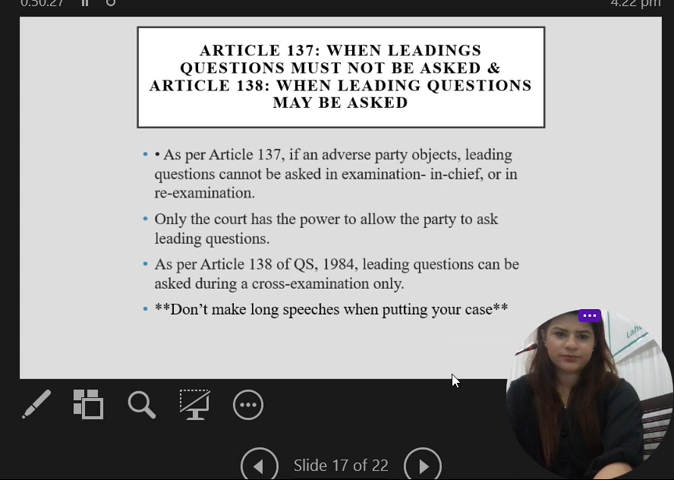 0:50:27
4:22 pm
ARTICLE 137: WHEN LEADINGS
QUESTIONS MUST NOT BE ASKED &
ARTICLE 138: WHEN LEADING QUESTIONS
MAY BE ASKED
• • As per Article 137, if an adverse party objects, leading
questions cannot be asked in examination- in-chief, or in
re-examination.
• Only the court has the power to allow the party to ask
leading questions.
• As per Article 138 of QS, 1984, leading questions can be
asked during a cross-examination only.
• **Don't make long speeches when putting your case**
Slide 17 of 22